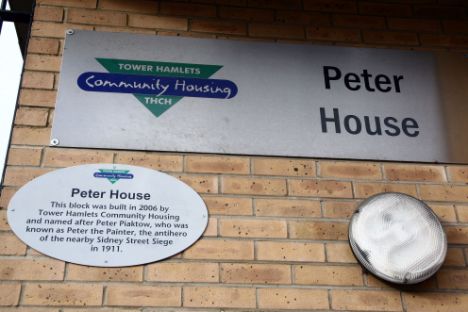 TOWER HAMLETS
Community Housing
THCH
Peter
House
Community Housing
Peter House
This block was built in 2006 by
Tower Hamlets Community Housing
and named after Peter Piaktow, who was
known as Peter the Painter, the antihero
of the nearby Sidney Street Siege
in 1911.